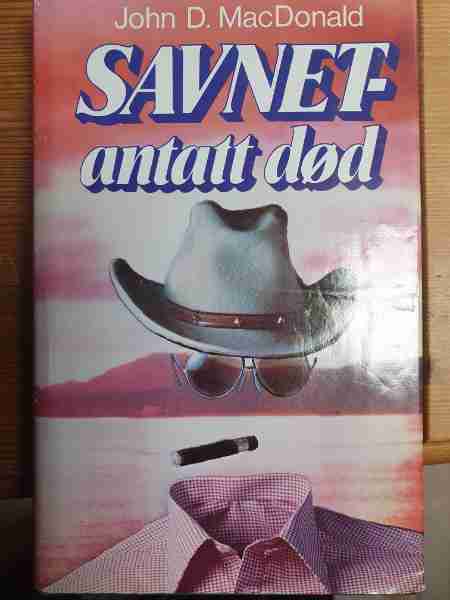 John D. MacDonald
SAVNET-
antatt død